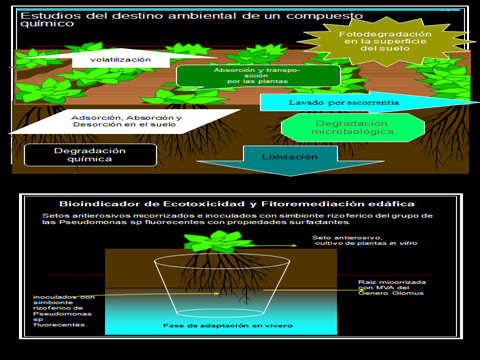 Estudios del destino ambiental de un compuesto
químico
Fotodegradación
en la superficie
del suelo
volatilización
Absorción y transpo-
sición
por las plantas
Lavado por escorrentía
Adsorción, Absorción y
Desorción en el suelo
Degradación
microbiológica
Degradación
química
Lixiviación
Bioindicador de Ecotoxicidad y Fitoremediación edáfica
Setos antierosivos micorrizados e inoculados con simbionte rizoferico del grupo de
las Pseudomonas sp fluorecentes con propiedades surfactantes.
Seto antierosivo,
cultivo de plantas in vitro
Raiz micorrizada
con MVA del
Genero Glomus
inoculados con
simbionte
rizoferico de
Pseudomonas
sp
fluorecentes.
Fase de adaptación en vivero